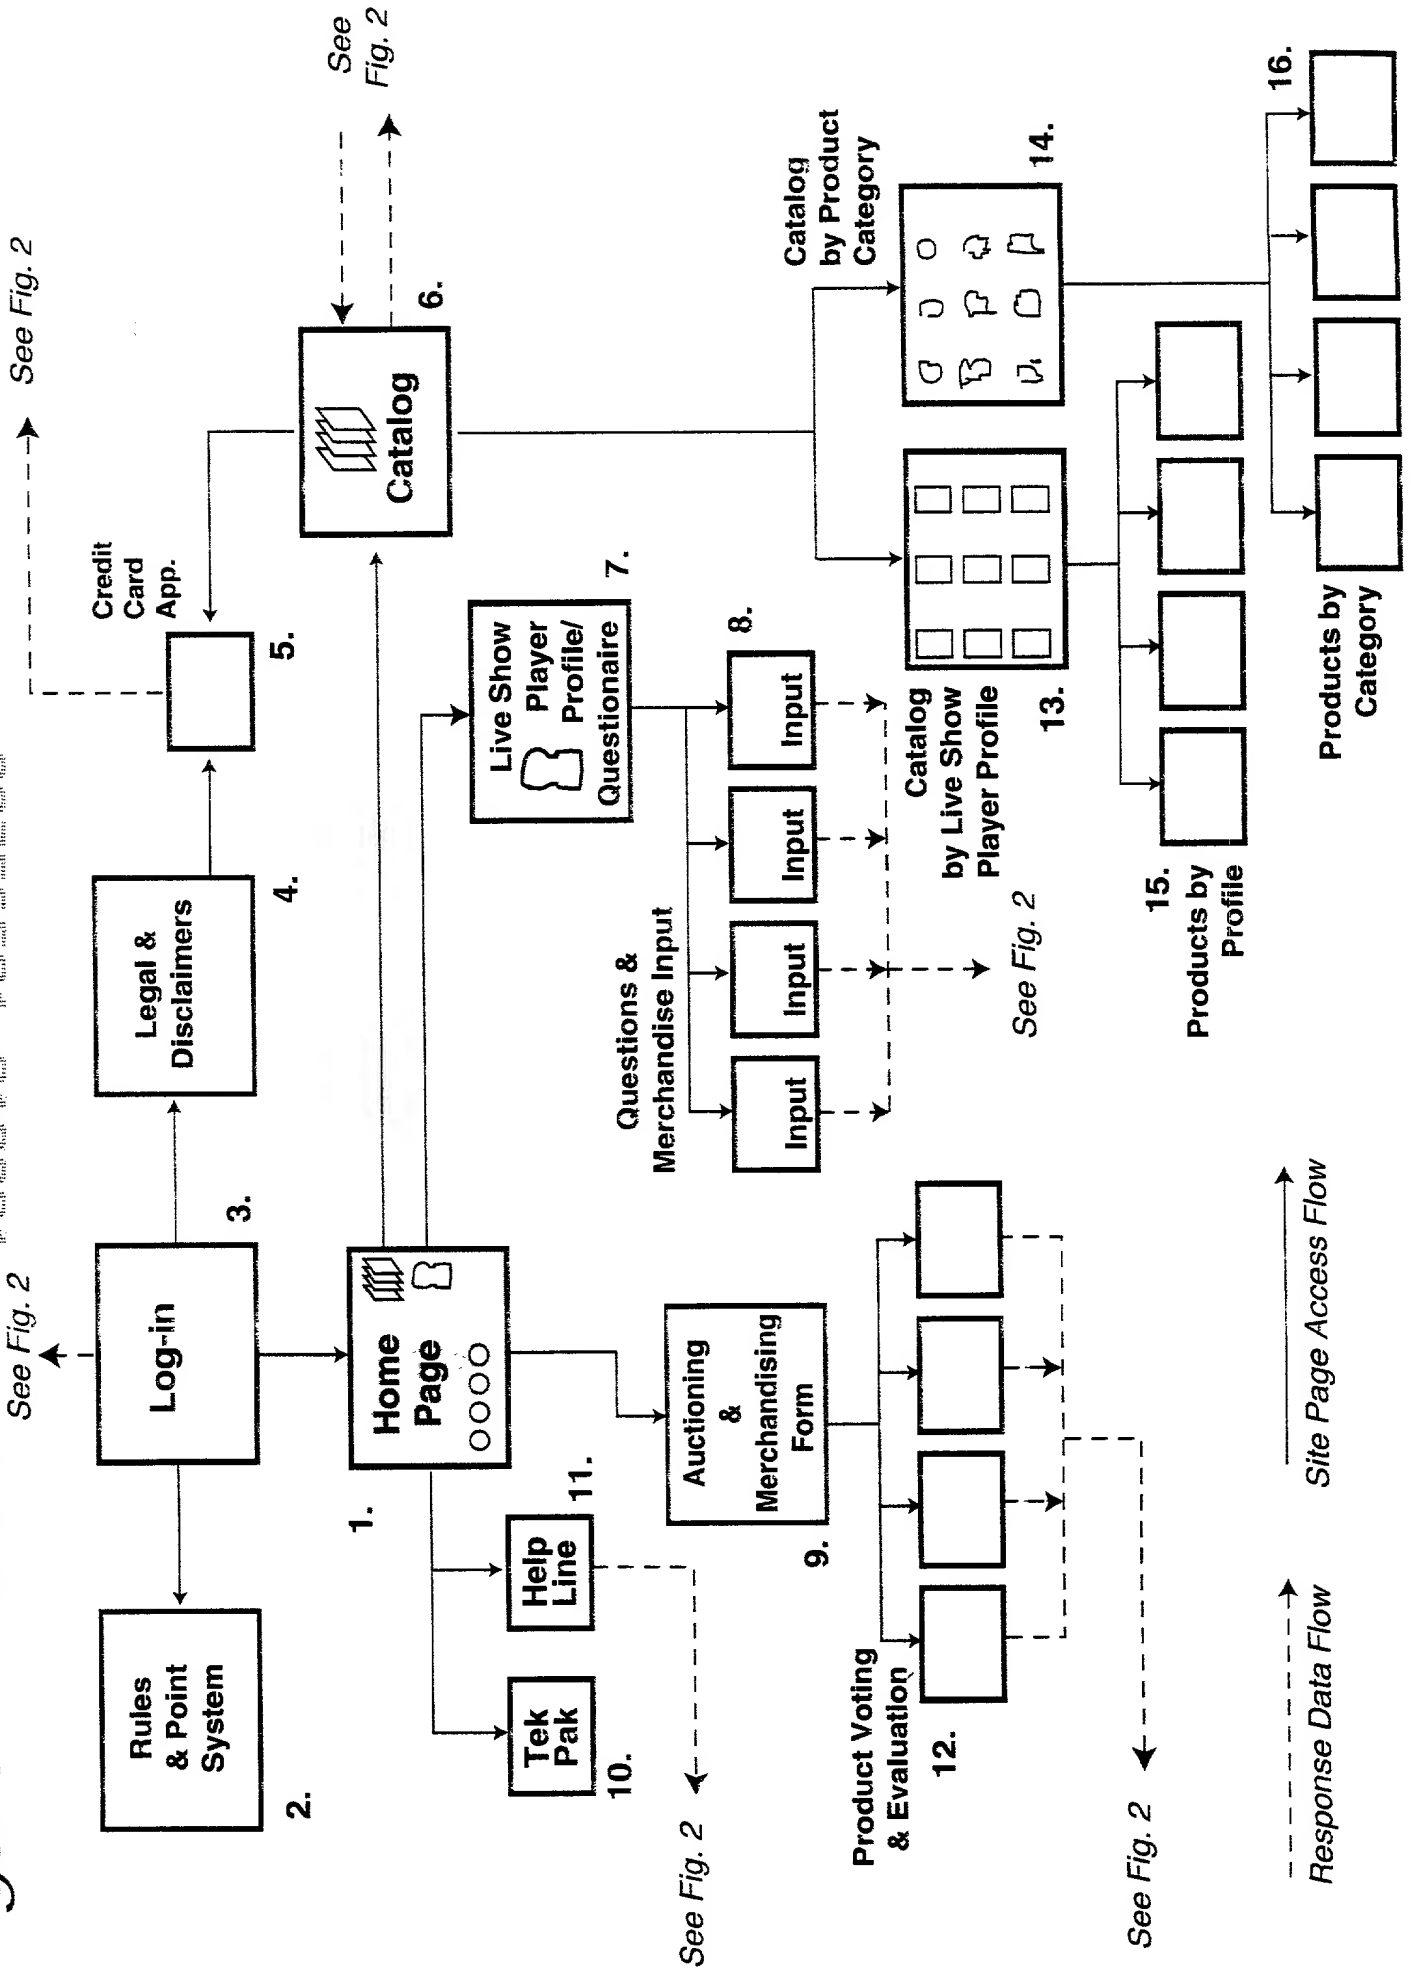 See Fig. 2
See Fig. 2
See
Fig. 2
Rules
& Point
System
2.
Log-in
3.
Legal &
Disclaimers
4.
Credit
Card
App.
5.
1.
Home
Page
Catalog
6.
Tek
Pak
10.
Help
Line
11.
Live Show
Player
Profile/
Questionaire
7.
See Fig. 2
Auctioning
&
Merchandising
Form
9.
Questions &
Merchandise Input
8.
Input
Input
Input
Input
See Fig. 2
Product Voting
& Evaluation
12.
See Fig. 2
Catalog
by Live Show
Player Profile
13.
Catalog
by Product
Category
14.
15.
Products by
Profile
16.
Products by
Category
Response Data Flow
Site Page Access Flow